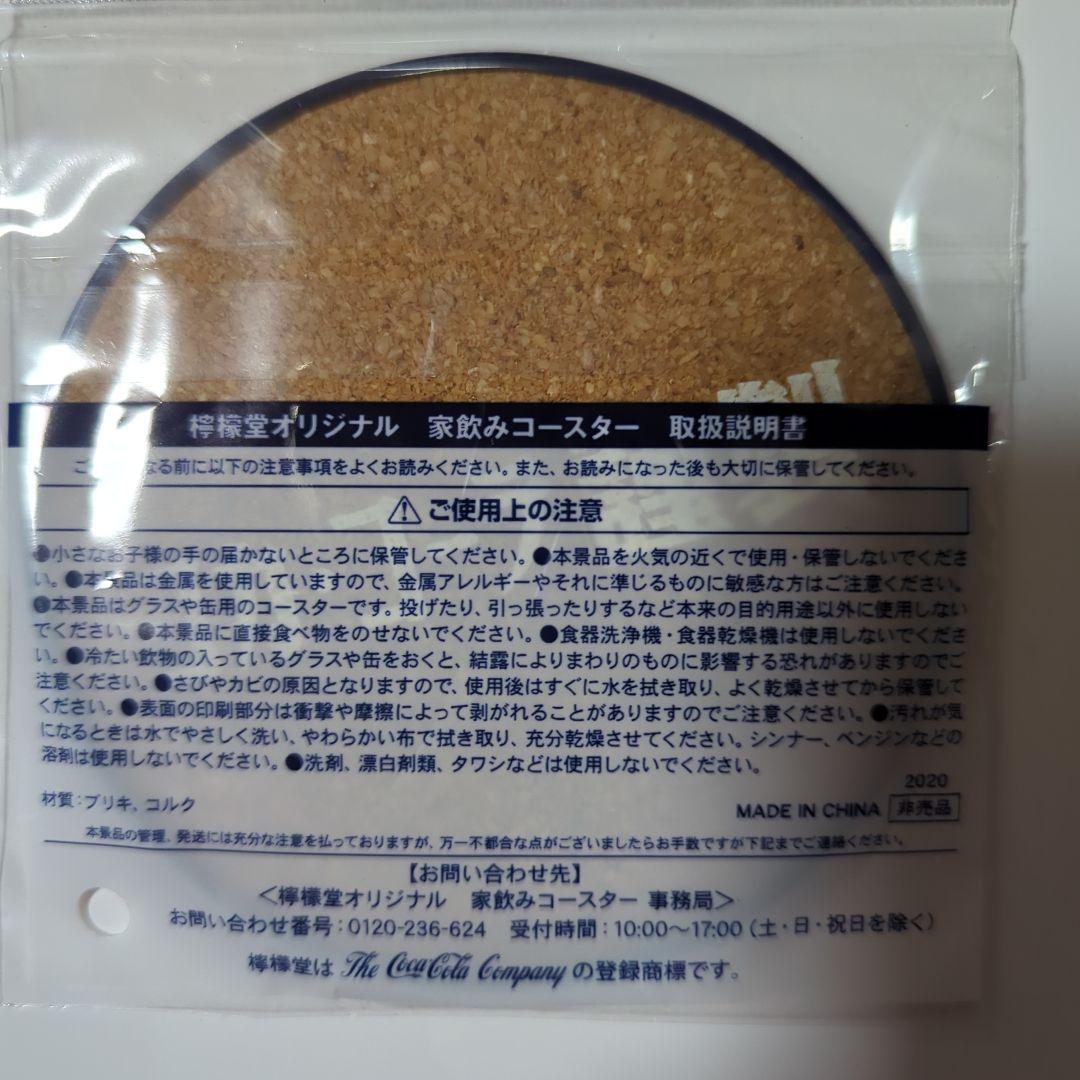 檸檬堂オリジナル 家飲みコースター 取扱説明書
ご なる前に以下の注意事項をよくお読みください。また、お読みになった後も大切に保管してください。
⚠ご使用上の注意
●小さなお子様の手の届かないところに保管してください。●本景品を火気の近くで使用・保管しないでくださ
い。●本景品は金属を使用していますので、金属アレルギーやそれに準じるものに敏感な方はご注意ください。
●本景品はグラスや缶用のコースターです。投げたり、引っ張ったりするなど本来の目的用途以外に使用しない
でください。●本景品に直接食べ物をのせないでください。●食器洗浄機・食器乾燥機は使用しないでくださ
い。●冷たい飲物の入っているグラスや缶をおくと、結露によりまわりのものに影響する恐れがありますのでご
注意ください。●さびやカビの原因となりますので、使用後はすぐに水を拭き取り、よく乾燥させてから保管して
ください。●表面の印刷部分は衝撃や摩擦によって剥がれることがありますのでご注意ください。●汚れが気
になるときは水でやさしく洗い、やわらかい布で拭き取り、充分乾燥させてください。シンナー、ベンジンなどの
溶剤は使用しないでください。●洗剤、漂白剤類、タワシなどは使用しないでください。
2020
材質：ブリキ、コルク
MADE IN CHINA 非売品
本景品の管理、発送には充分な注意を払っておりますが、万一不都合な点がございましたらお手数ですが下記までご連絡ください。
【お問い合わせ先】
＜檸檬堂オリジナル 家飲みコースター 事務局＞
お問い合わせ番号：0120-236-624 受付時間：10:00～17:00（土・日・祝日を除く）
檸檬堂は The Coca-Cola Company の登録商標です。